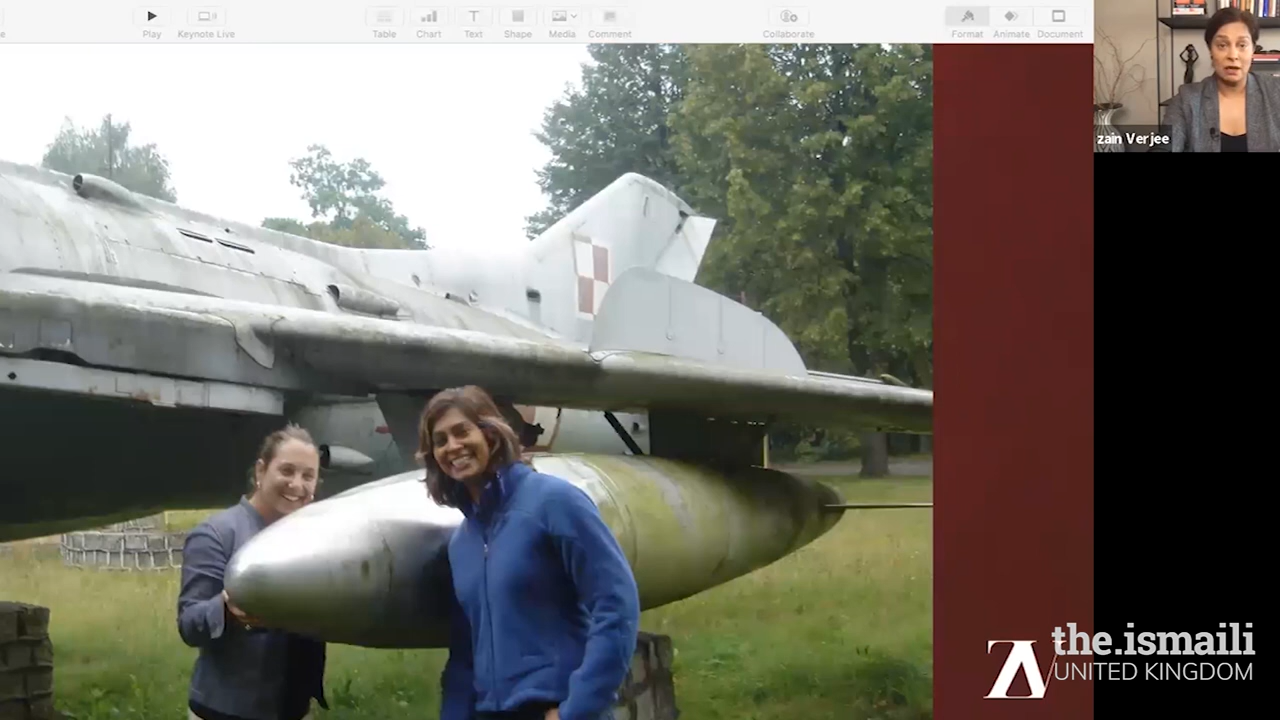 Play
Keynote Live
Table
Chart
Text
Shape
Media
Comment
Collaborate
Format
Animate
Document
zain Verjee
the.ismaili
UNITED KINGDOM